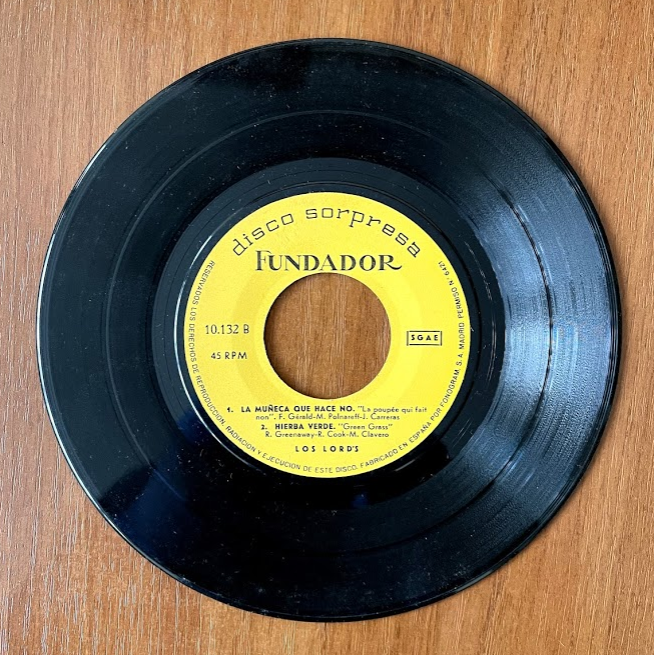 disco sorpresa
FUNDADOR
10.132 B
45 RPM
SGAE
1. LA MUÑECA QUE HACE NO. "La poupée qui fait
non". F. Gérald-M. Polnareff-J. Carreras
2. HIERBA VERDE. "Green Grass"
R. Greenaway-R. Cook-M. Clavero
LOS LORD'S
RESERVADOS LOS DERECHOS DE REPRODUCCION, RADIACION Y EJECUCION DE ESTE DISCO. FABRICADO EN ESPAÑA POR FONOGRAM, S. A. MADRID PERMISO N 6421